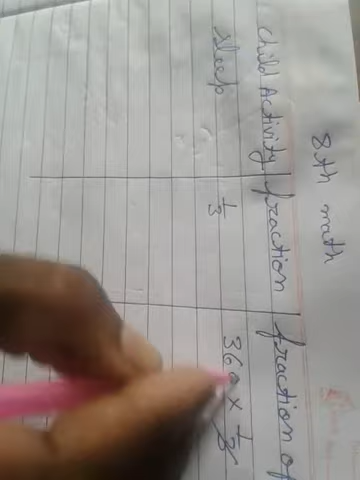 8th math
Child Activity fraction fraction of
Sleep 1/3 360 × 1/3